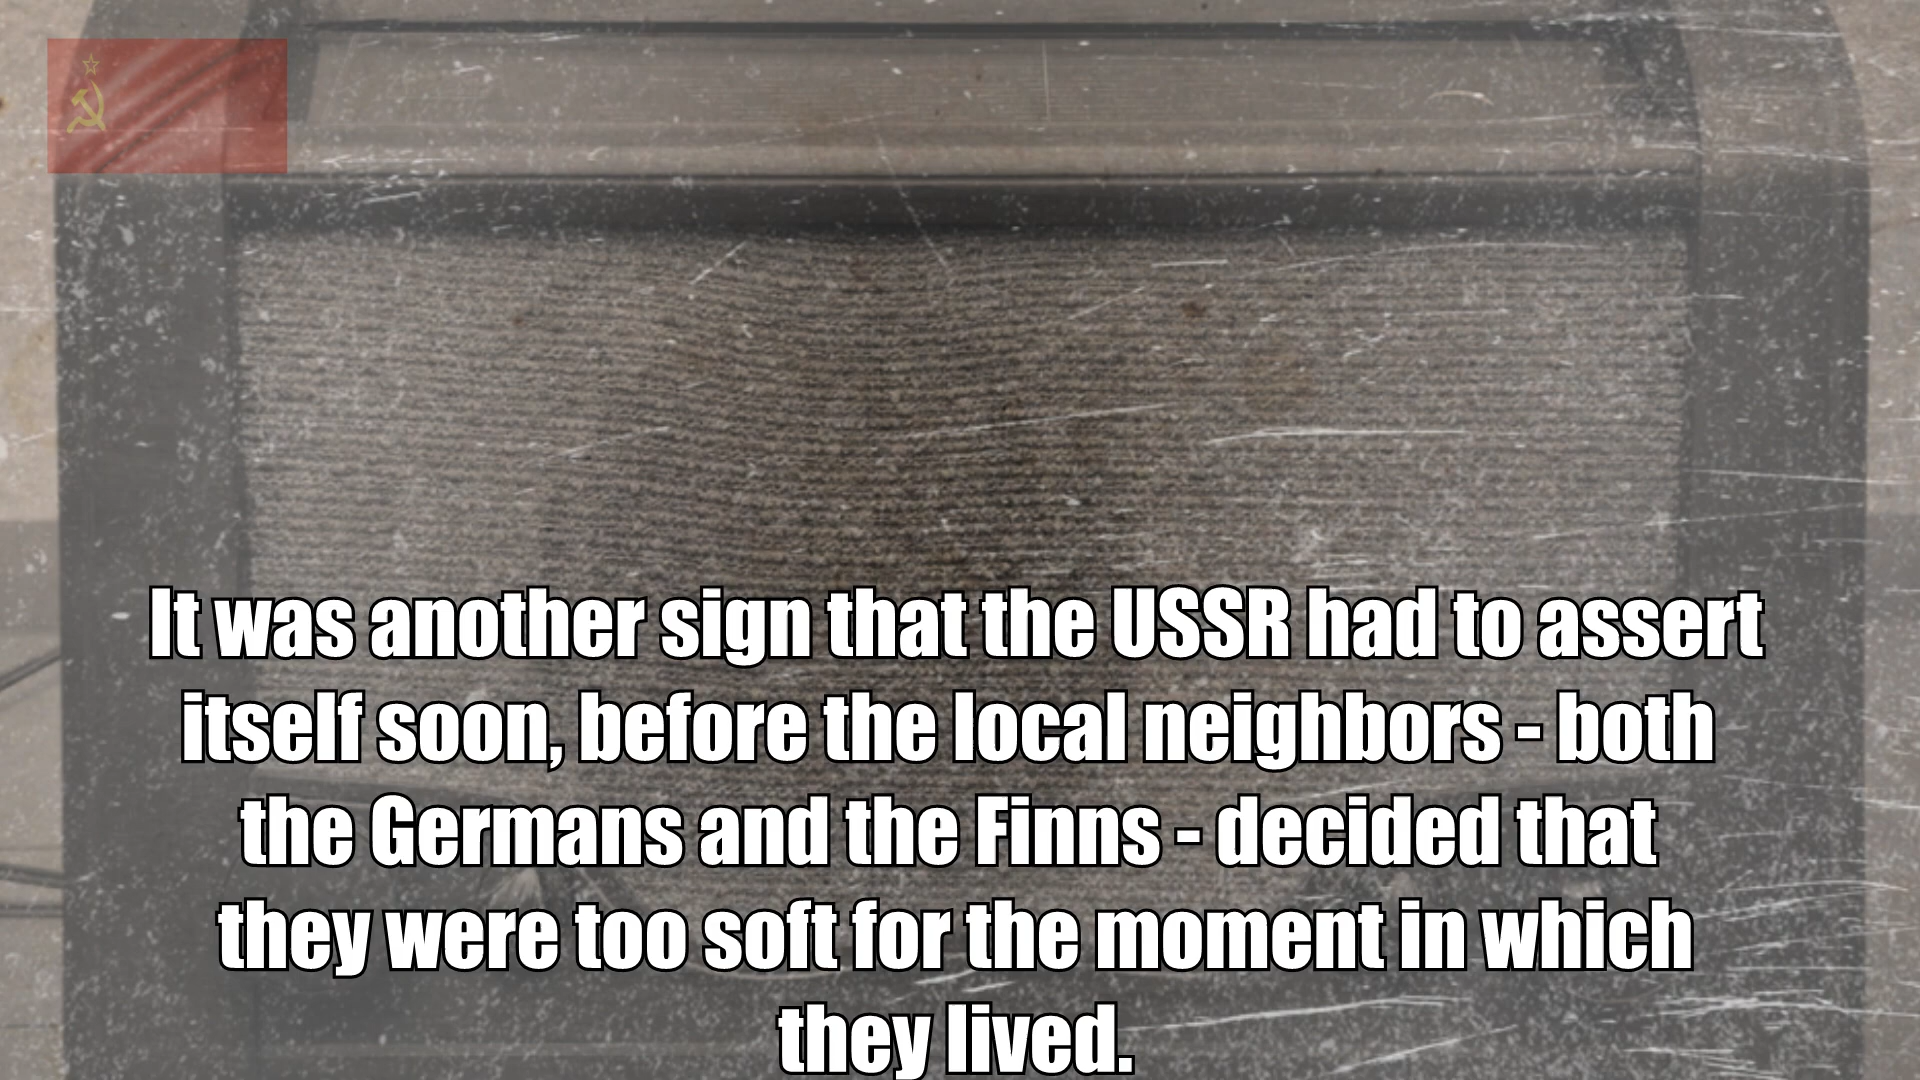 It was another sign that the USSR had to assert
itself soon, before the local neighbors - both
the Germans and the Finns - decided that
they were too soft for the moment in which
they lived.